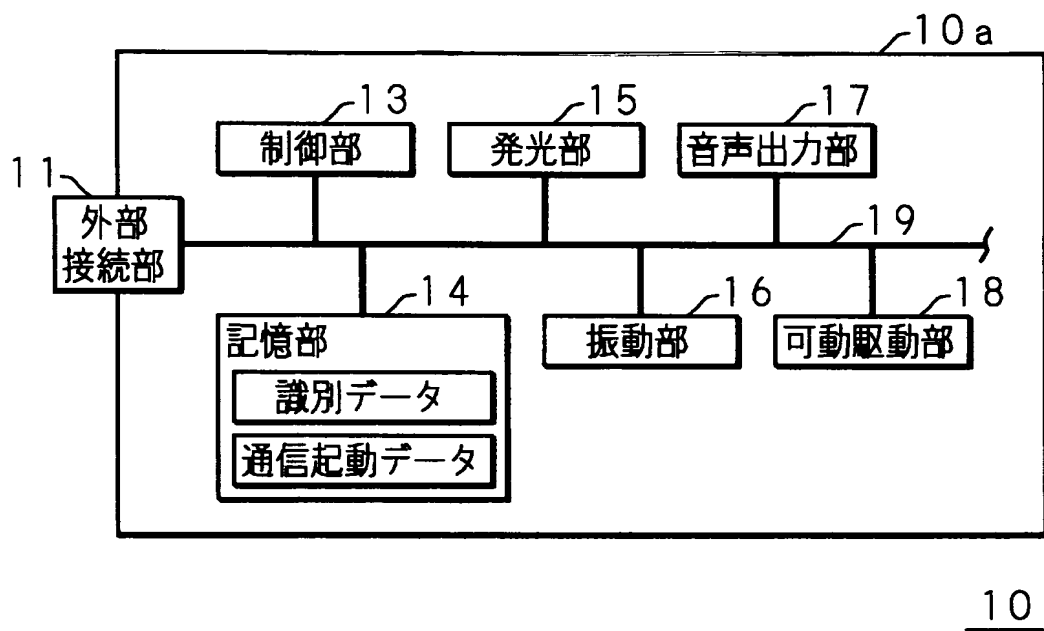 10a
13
15
17
制御部
発光部
音声出力部
11
外部
接続部
19
14
16
18
記憶部
振動部
可動駆動部
識別データ
通信起動データ
10